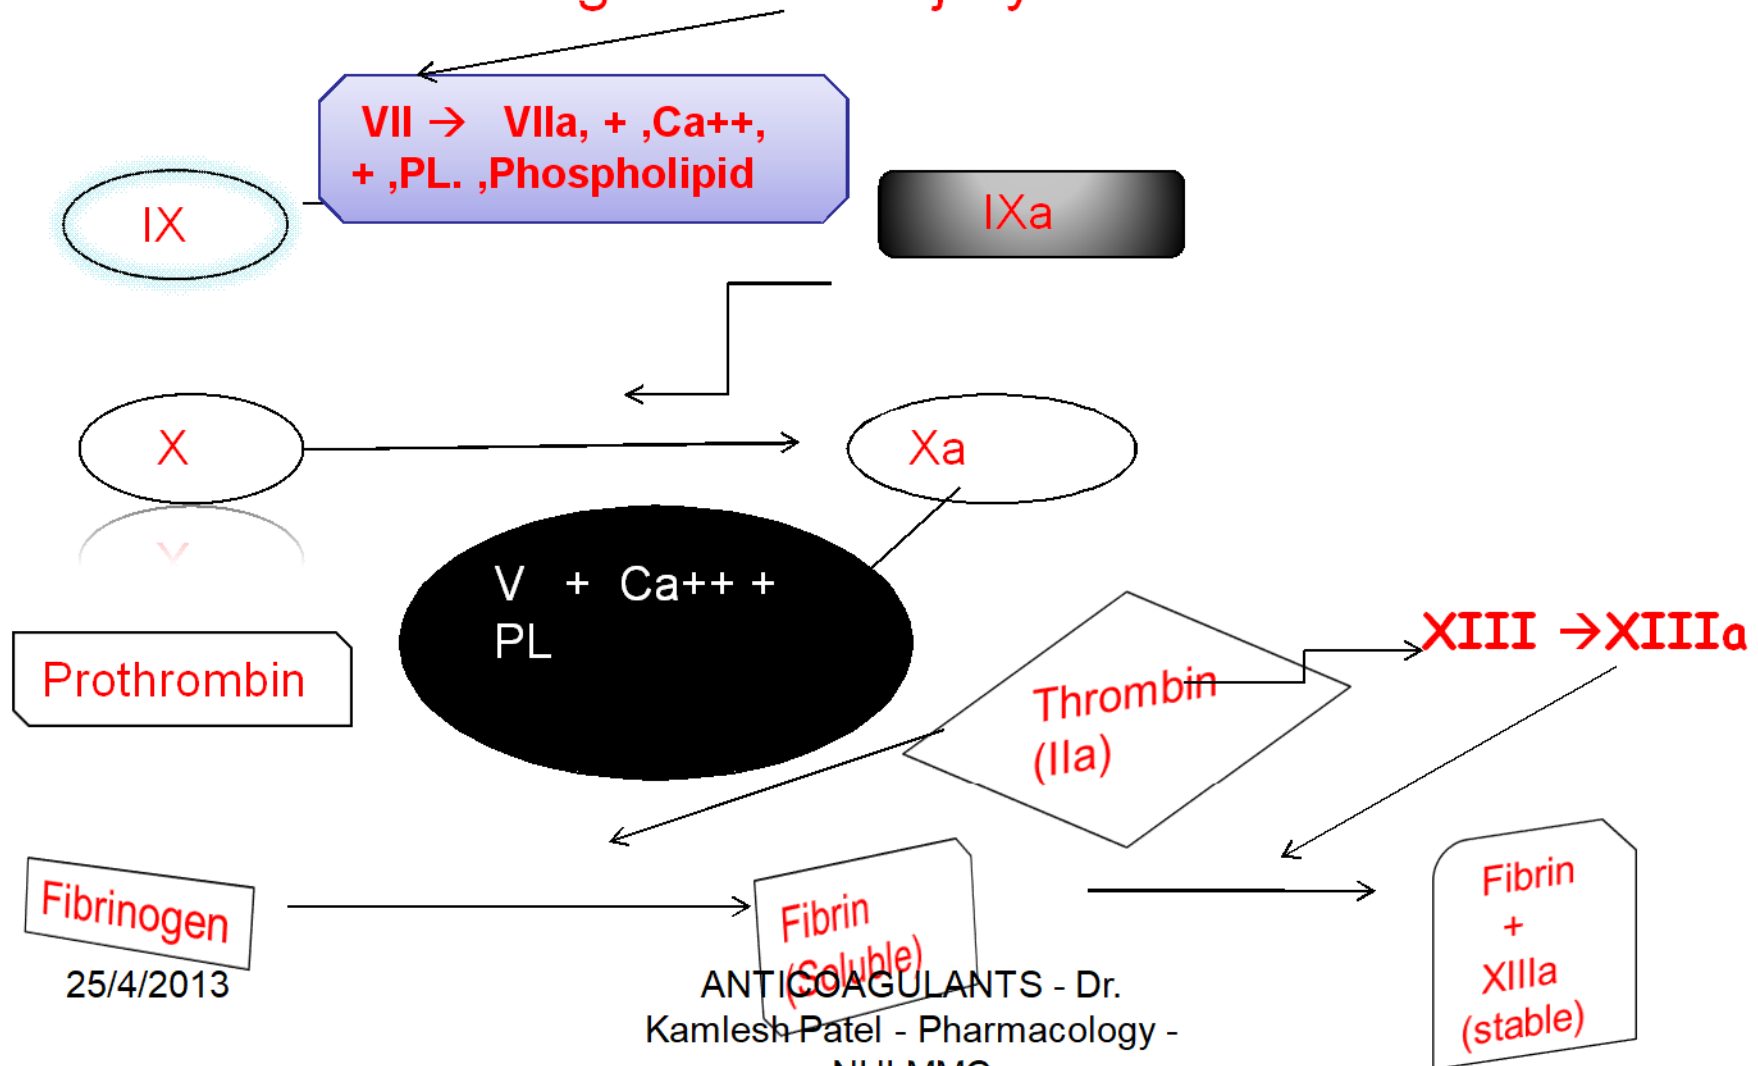 VII → VIIa, + ,Ca++,
+ ,PL. ,Phospholipid
IX
IXa
X
Xa
V + Ca++ +
PL
XIII →XIIIa
Prothrombin
Thrombin
(IIa)
Fibrinogen
Fibrin
(Soluble)
Fibrin
+
XIIIa
(stable)
25/4/2013
ANTICOAGULANTS - Dr.
Kamlesh Patel - Pharmacology -